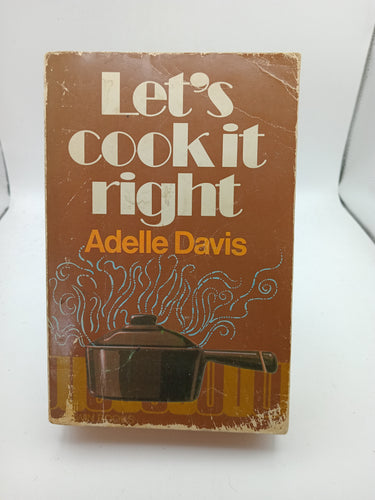 Let's
cook it
right
Adelle Davis